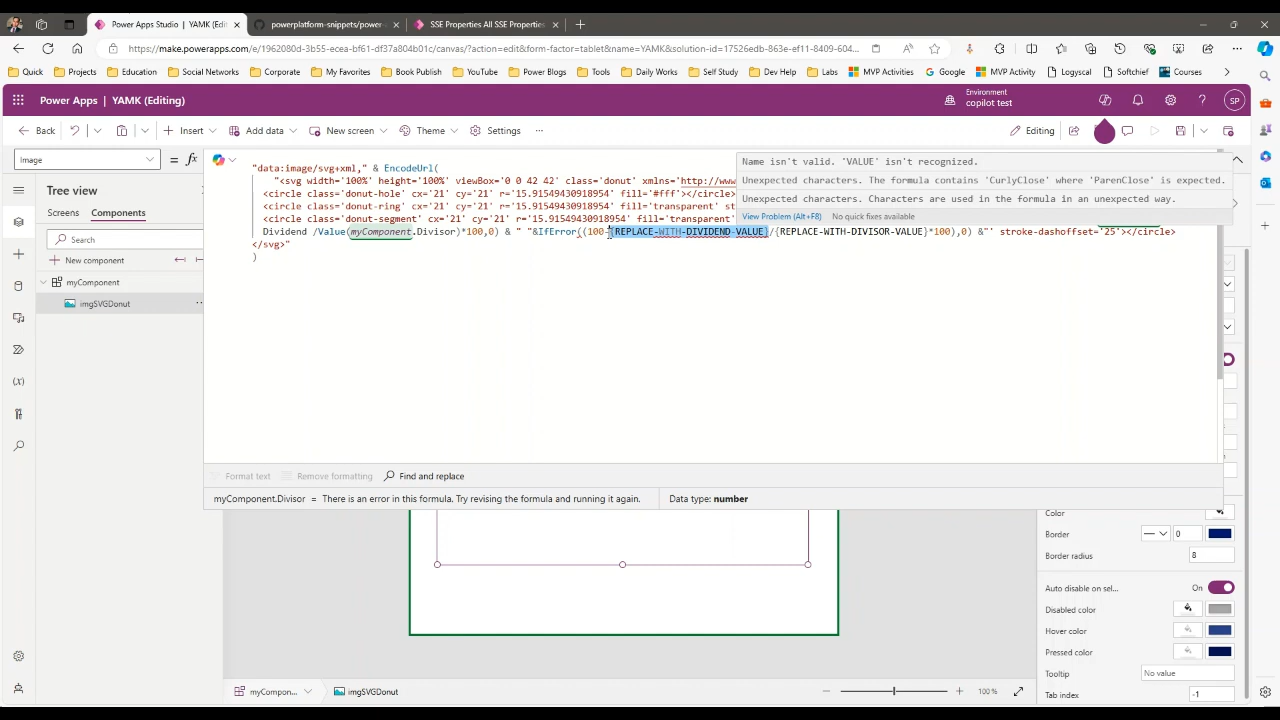 Power Apps Studio | YAMK (Editing)
powerplatform-snippets/power-
SSE Properties All SSE Properties
https://make.powerapps.com/e/1962080d-3b55-ecea-bf61-df37a804b01c/canvas/?action=edit&form-factor=tablet&name=YAMK&solution-id=17526edb-863e-ef11-8409-604...
Quick
Projects
Education
Social Networks
Corporate
My Favorites
Book Publish
YouTube
Power Blogs
Tools
Daily Works
Self Study
Dev Help
Labs
MVP Activities
Google
MVP Activity
Logyscal
Softchief
Courses
Power Apps | YAMK (Editing)
Environment
copilot test
SP
Back
Insert
Add data
New screen
Theme
Settings
Editing
Image
= fx
"data:image/svg+xml," & EncodeUrl(
"<svg width='100%' height='100%' viewBox='0 0 42 42' class='donut' xmlns='http://www
<circle class='donut-hole' cx='21' cy='21' r='15.91549430918954' fill='#fff'></circle>
<circle class='donut-ring' cx='21' cy='21' r='15.91549430918954' fill='transparent' st
<circle class='donut-segment' cx='21' cy='21' r='15.91549430918954' fill='transparent'
Dividend /Value(myComponent.Divisor)*100,0) & " "&IfError((100-{REPLACE-WITH-DIVIDEND-VALUE}/{REPLACE-WITH-DIVISOR-VALUE}*100),0) &"' stroke-dashoffset='25'></circle>
</svg>"
)
Name isn't valid. 'VALUE' isn't recognized.
Unexpected characters. The formula contains 'CurlyClose' where 'ParenClose' is expected.
Unexpected characters. Characters are used in the formula in an unexpected way.
View Problem (Alt+F8)
No quick fixes available
Tree view
Screens
Components
Search
New component
myComponent
imgSVGDonut
Format text
Remove formatting
Find and replace
myComponent.Divisor = There is an error in this formula. Try revising the formula and running it again.
Data type: number
Color
Border
0
Border radius
8
Auto disable on sel...
On
Disabled color
Hover color
Pressed color
Tooltip
No value
Tab index
-1
myCompon...
imgSVGDonut
100 %